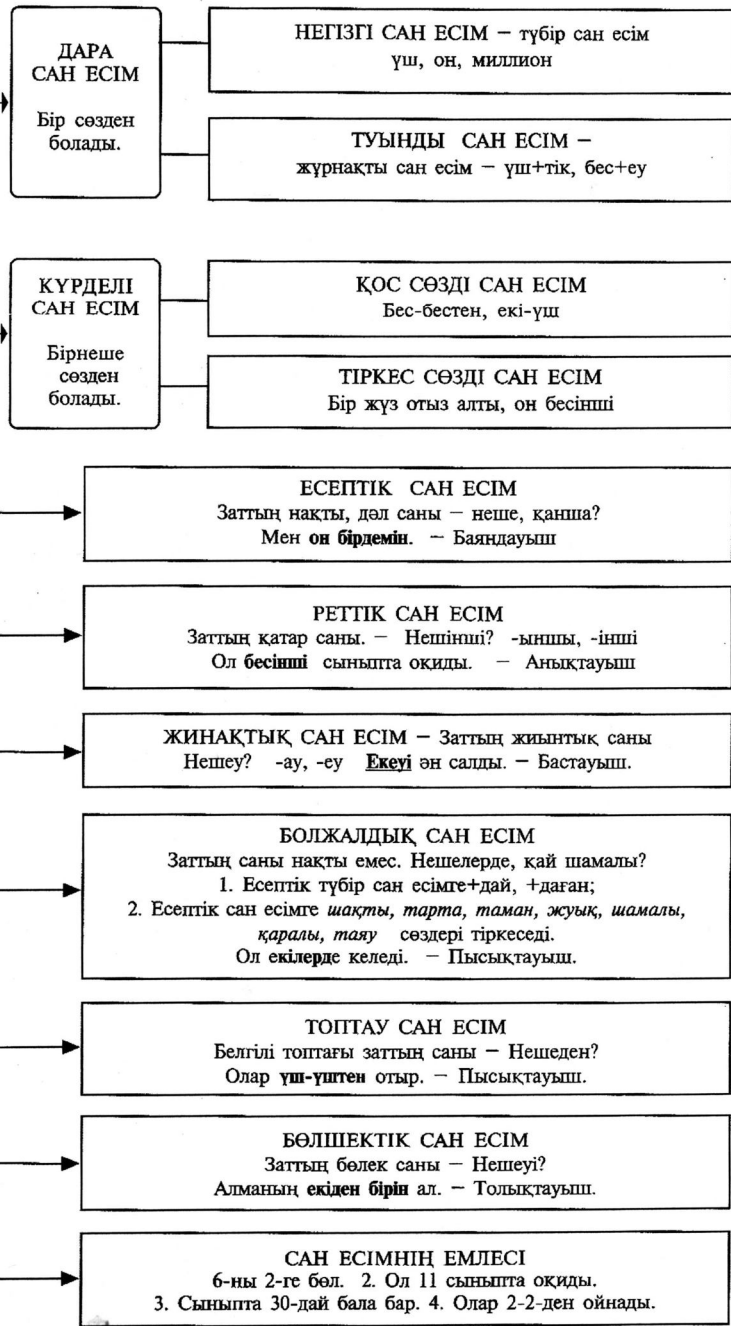 ДАРА
САН ЕСІМ
Бір сөзден
болады.
НЕГІЗГІ САН ЕСІМ – түбір сан есім
үш, он, миллион
ТУЫНДЫ САН ЕСІМ –
жұрнақты сан есім – үш+тік, бес+еу
КҮРДЕЛІ
САН ЕСІМ
Бірнеше
сөзден
болады.
ҚОС СӨЗДІ САН ЕСІМ
Бес-бестен, екі-үш
ТІРКЕС СӨЗДІ САН ЕСІМ
Бір жүз отыз алты, он бесінші
ЕСЕПТІК САН ЕСІМ
Заттың нақты, дәл саны – неше, қанша?
Мен он бірдемін. – Баяндауыш
РЕТТІК САН ЕСІМ
Заттың қатар саны. – Нешінші? -ыншы, -інші
Ол бесінші сыныпта оқиды. – Анықтауыш
ЖИНАҚТЫҚ САН ЕСІМ – Заттың жиынтық саны
Нешеу? -ау, -еу Екеуі ән салды. – Бастауыш.
БОЛЖАЛДЫҚ САН ЕСІМ
Заттың саны нақты емес. Нешелерде, қай шамалы?
1. Есептік түбір сан есімге+дай, +даған;
2. Есептік сан есімге шақты, тарта, таман, жуық, шамалы,
қаралы, таяу сөздері тіркеседі.
Ол екілерде келеді. – Пысықтауыш.
ТОПТАУ САН ЕСІМ
Белгілі топтағы заттың саны – Нешеден?
Олар үш-үштен отыр. – Пысықтауыш.
БӨЛШЕКТІК САН ЕСІМ
Заттың бөлек саны – Нешеуі?
Алманың екіден бірін ал. – Толықтауыш.
САН ЕСІМНІҢ ЕМЛЕСІ
6-ны 2-ге бөл. 2. Ол 11 сыныпта оқиды.
3. Сыныпта 30-дай бала бар. 4. Олар 2-2-ден ойнады.